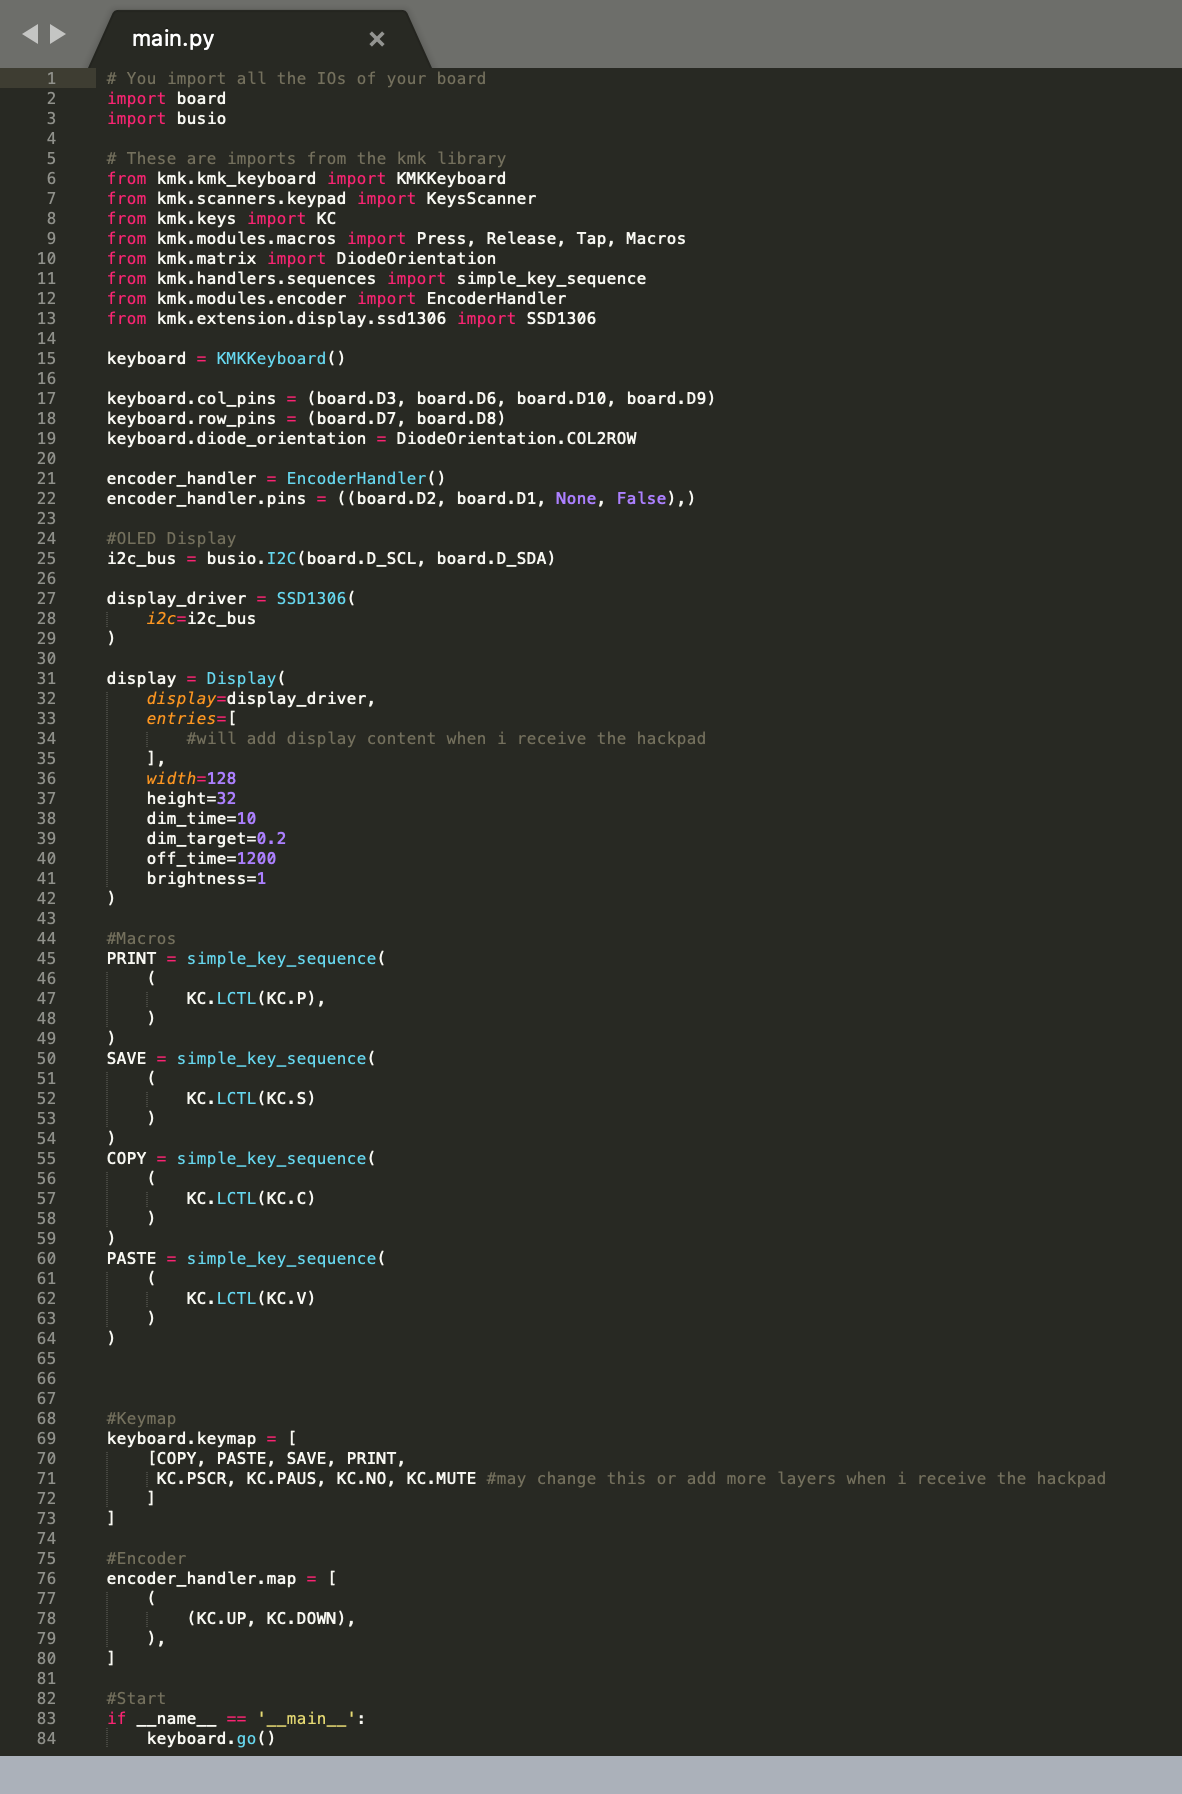 main.py
1 # You import all the IOs of your board
2 import board
3 import busio
4
5 # These are imports from the kmk library
6 from kmk.kmk_keyboard import KMKKeyboard
7 from kmk.scanners.keypad import KeysScanner
8 from kmk.keys import KC
9 from kmk.modules.macros import Press, Release, Tap, Macros
10 from kmk.matrix import DiodeOrientation
11 from kmk.handlers.sequences import simple_key_sequence
12 from kmk.modules.encoder import EncoderHandler
13 from kmk.extension.display.ssd1306 import SSD1306
14
15 keyboard = KMKKeyboard()
16
17 keyboard.col_pins = (board.D3, board.D6, board.D10, board.D9)
18 keyboard.row_pins = (board.D7, board.D8)
19 keyboard.diode_orientation = DiodeOrientation.COL2ROW
20
21 encoder_handler = EncoderHandler()
22 encoder_handler.pins = ((board.D2, board.D1, None, False),)
23
24 #OLED Display
25 i2c_bus = busio.I2C(board.D_SCL, board.D_SDA)
26
27 display_driver = SSD1306(
28     i2c=i2c_bus
29 )
30
31 display = Display(
32     display=display_driver,
33     entries=[
34         #will add display content when i receive the hackpad
35     ],
36     width=128
37     height=32
38     dim_time=10
39     dim_target=0.2
40     off_time=1200
41     brightness=1
42 )
43
44 #Macros
45 PRINT = simple_key_sequence(
46     (
47         KC.LCTL(KC.P),
48     )
49 )
50 SAVE = simple_key_sequence(
51     (
52         KC.LCTL(KC.S)
53     )
54 )
55 COPY = simple_key_sequence(
56     (
57         KC.LCTL(KC.C)
58     )
59 )
60 PASTE = simple_key_sequence(
61     (
62         KC.LCTL(KC.V)
63     )
64 )
65
66
67
68 #Keymap
69 keyboard.keymap = [
70     [COPY, PASTE, SAVE, PRINT,
71      KC.PSCR, KC.PAUS, KC.NO, KC.MUTE #may change this or add more layers when i receive the hackpad
72     ]
73 ]
74
75 #Encoder
76 encoder_handler.map = [
77     (
78         (KC.UP, KC.DOWN),
79     ),
80 ]
81
82 #Start
83 if __name__ == '__main__':
84     keyboard.go()